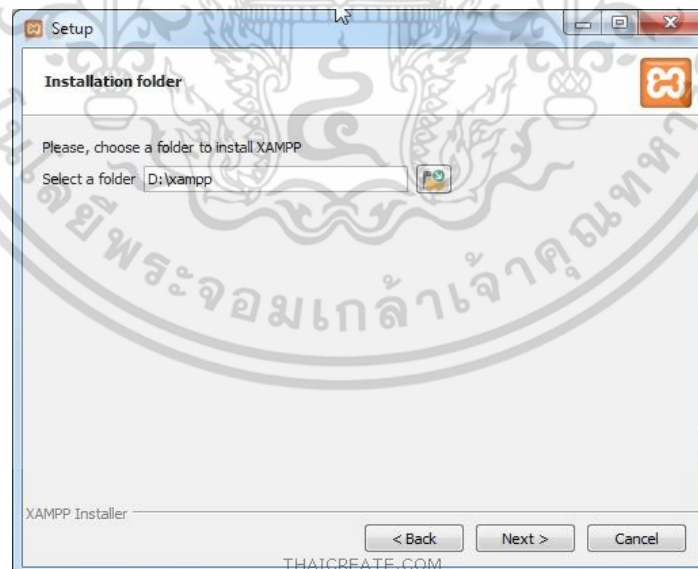 Setup
Installation folder
Please, choose a folder to install XAMPP
Select a folder D:\xampp
พระจอมเกล้าเจ้าคุณทหาร
XAMPP Installer
< Back Next > Cancel
THAICREATE.COM